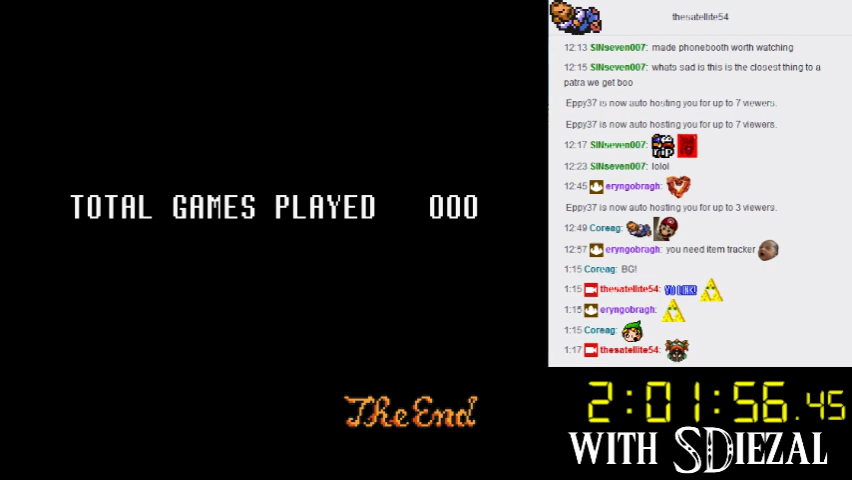 TOTAL GAMES PLAYED 000
The End
thesatellite54
12:13 SINseven007: made phonebooth worth watching
12:15 SINseven007: whats sad is this is the closest thing to a
patra we get boo
Eppy37 is now auto hosting you for up to 7 viewers.
Eppy37 is now auto hosting you for up to 7 viewers.
12:17 SINseven007:
12:23 SINseven007: lolol
12:45 eryngobragh:
Eppy37 is now auto hosting you for up to 3 viewers.
12:49 Coreag:
12:57 eryngobragh: you need item tracker
1:15 Coreag: BG!
1:15 thesatellite54:
1:15 eryngobragh:
1:15 Coreag:
1:17 thesatellite54:
2:01:56.45
WITH SDIEZAL